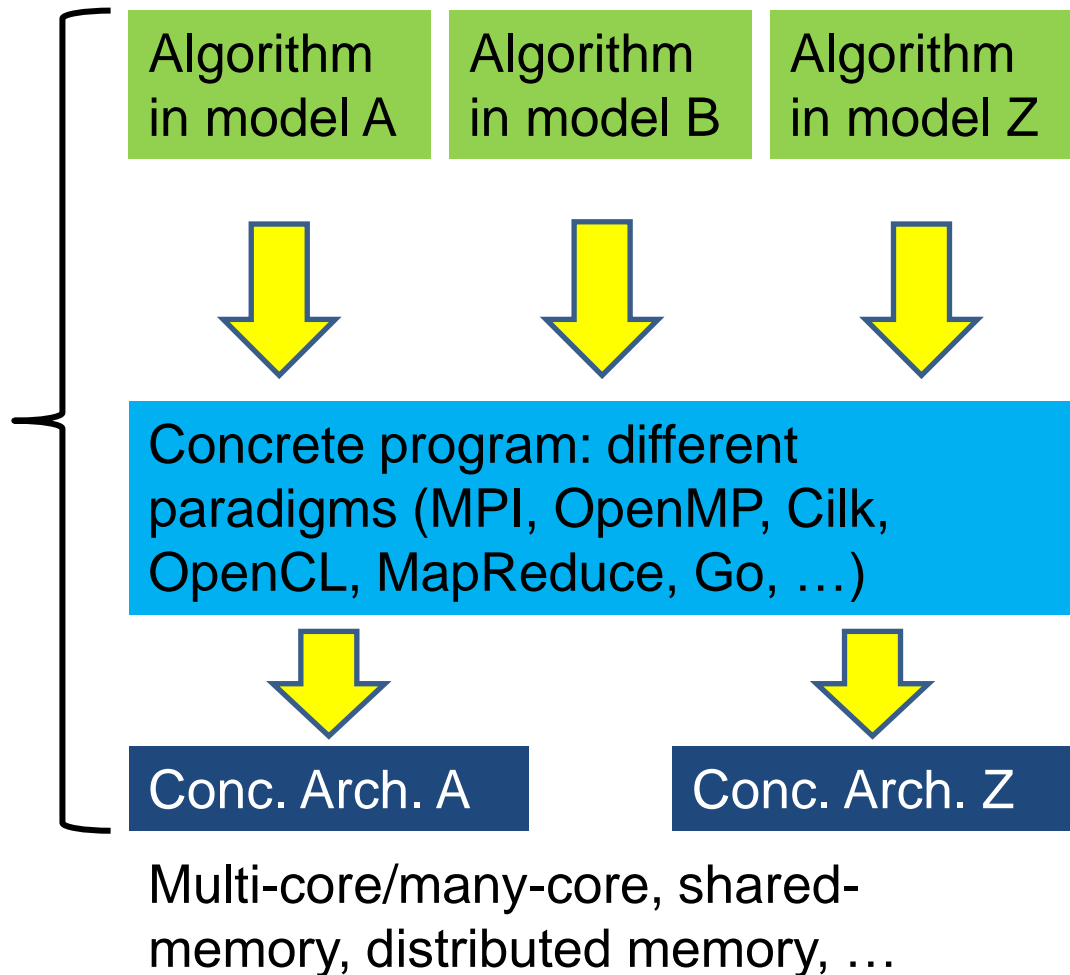 Algorithm
in model A
Algorithm
in model B
Algorithm
in model Z
Concrete program: different
paradigms (MPI, OpenMP, Cilk,
OpenCL, MapReduce, Go, …)
Conc. Arch. A
Conc. Arch. Z
Multi-core/many-core, shared-
memory, distributed memory, …